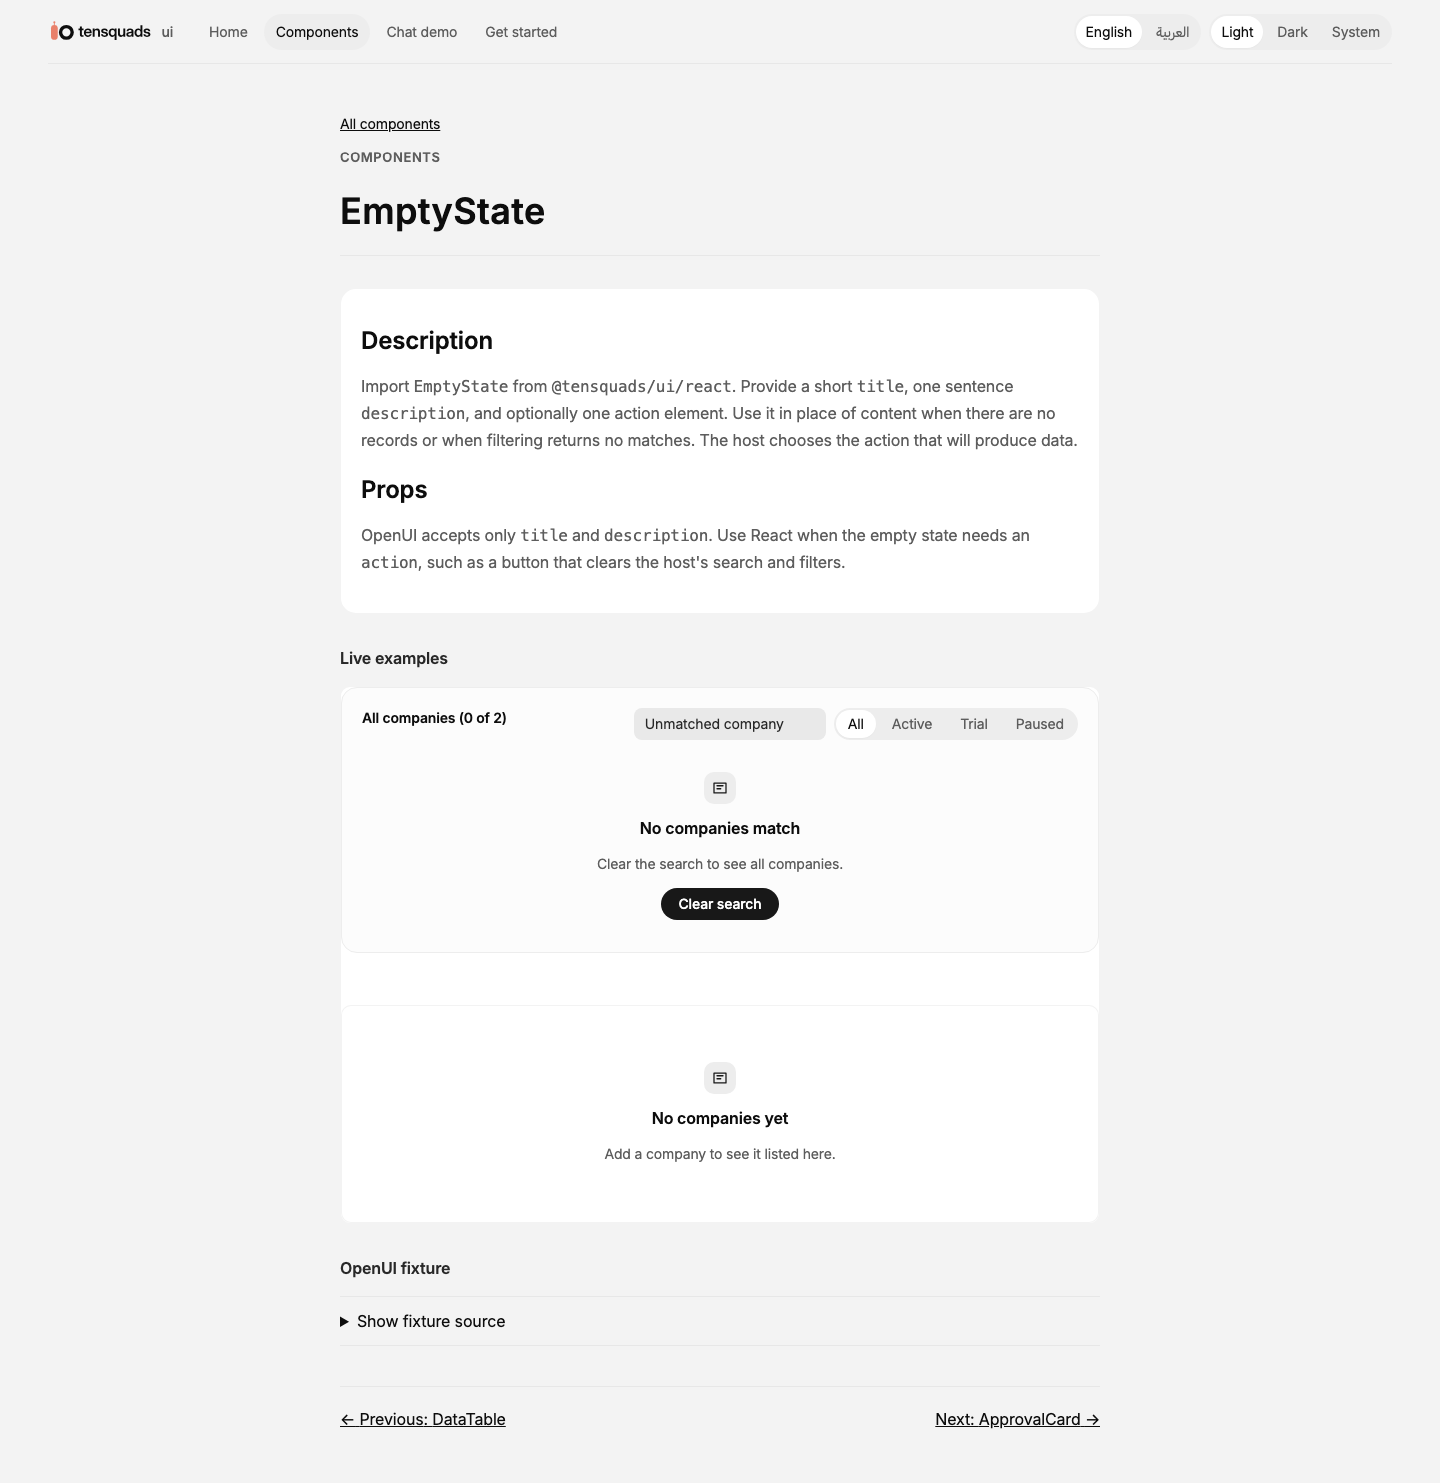 tensquads ui
Home
Components
Chat demo
Get started
English
العربية
Light
Dark
System
All components
COMPONENTS
EmptyState
Description
Import EmptyState from @tensquads/ui/react. Provide a short title, one sentence
description, and optionally one action element. Use it in place of content when there are no
records or when filtering returns no matches. The host chooses the action that will produce data.
Props
OpenUI accepts only title and description. Use React when the empty state needs an
action, such as a button that clears the host's search and filters.
Live examples
All companies (0 of 2)
Unmatched company
All
Active
Trial
Paused
No companies match
Clear the search to see all companies.
Clear search
No companies yet
Add a company to see it listed here.
OpenUI fixture
▶ Show fixture source
← Previous: DataTable
Next: ApprovalCard →